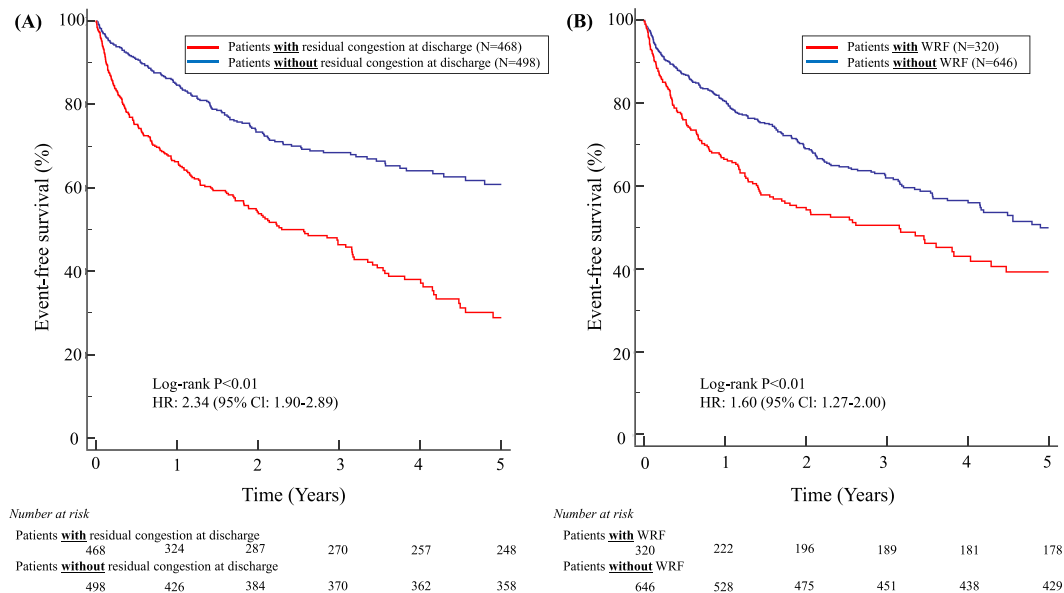 (A)
Patients with residual congestion at discharge (N=468)
Patients without residual congestion at discharge (N=498)
Event-free survival (%)
100
80
60
40
20
0
Log-rank P<0.01
HR: 2.34 (95% Cl: 1.90-2.89)
0 1 2 3 4 5
Time (Years)
Number at risk
Patients with residual congestion at discharge
468 324 287 270 257 248
Patients without residual congestion at discharge
498 426 384 370 362 358
(B)
Patients with WRF (N=320)
Patients without WRF (N=646)
Event-free survival (%)
100
80
60
40
20
0
Log-rank P<0.01
HR: 1.60 (95% Cl: 1.27-2.00)
0 1 2 3 4 5
Time (Years)
Number at risk
Patients with WRF
320 222 196 189 181 178
Patients without WRF
646 528 475 451 438 429